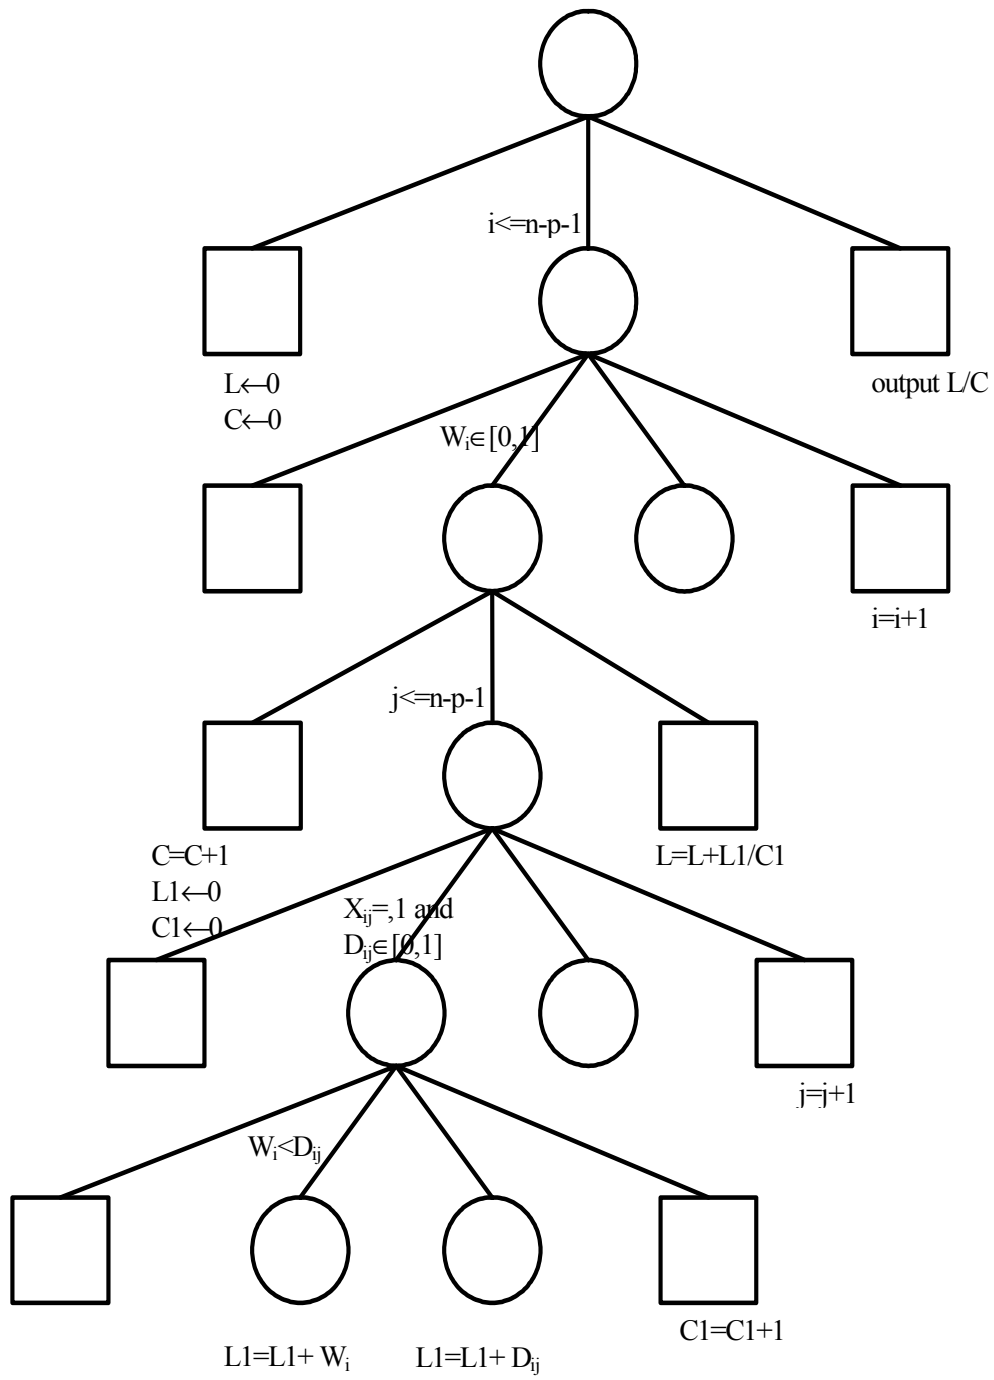 i<=n-p-1
L←0
C←0
output L/C
Wᵢ∈[0,1]
i=i+1
j<=n-p-1
C=C+1
L1←0
C1←0
L=L+L1/C1
Xᵢⱼ=,1 and
Dᵢⱼ∈[0,1]
j=j+1
Wᵢ<Dᵢⱼ
C1=C1+1
L1=L1+ Wᵢ
L1=L1+ Dᵢⱼ